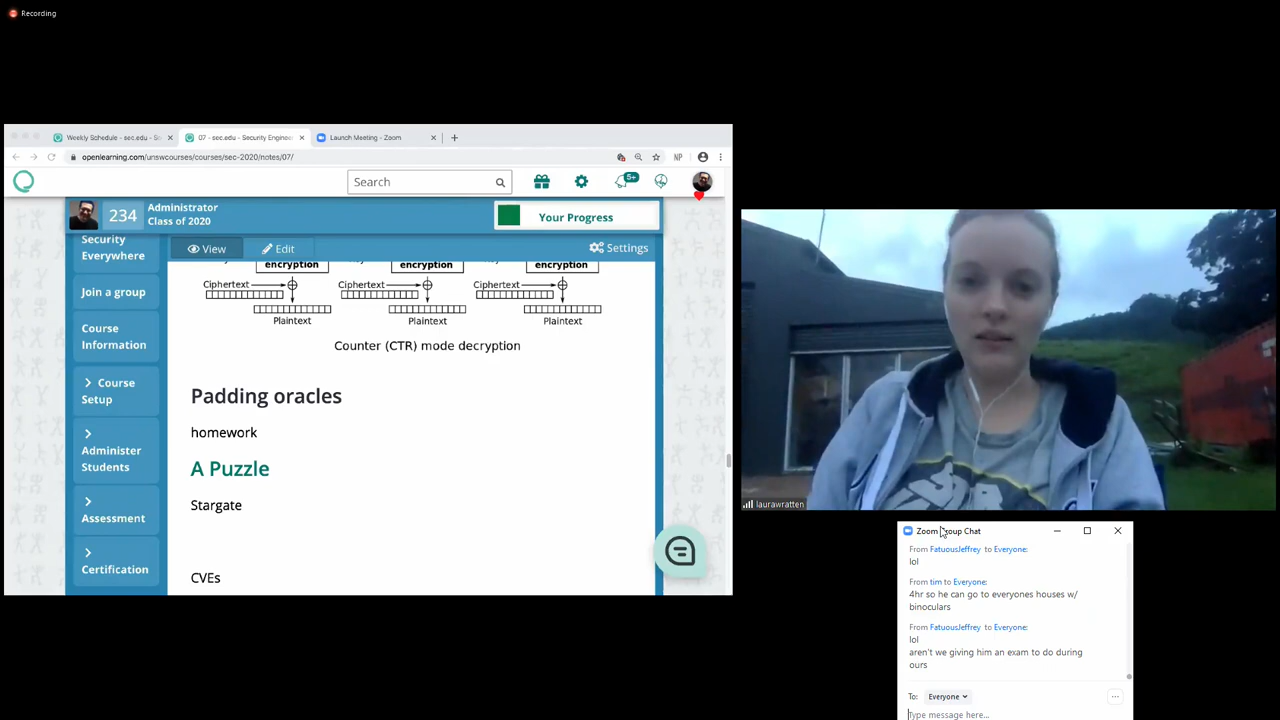 Recording
Weekly Schedule - sec.edu - S
07 - sec.edu - Security Enginee
Launch Meeting - Zoom
openlearning.com/unswcourses/courses/sec-2020/notes/07/
NP
Search
5+
234
Administrator
Class of 2020
Your Progress
View
Edit
Settings
Security
Everywhere
Join a group
Course
Information
Course
Setup
Administer
Students
Assessment
Certification
encryption
encryption
encryption
Ciphertext
Ciphertext
Ciphertext
Plaintext
Plaintext
Plaintext
Counter (CTR) mode decryption
Padding oracles
homework
A Puzzle
Stargate
CVEs
laurawratten
Zoom Group Chat
From FatuousJeffrey to Everyone:
lol
From tim to Everyone:
4hr so he can go to everyones houses w/
binoculars
From FatuousJeffrey to Everyone:
lol
aren't we giving him an exam to do during
ours
To: Everyone
Type message here...